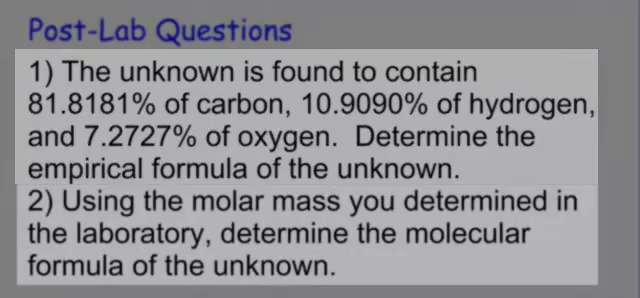 Post-Lab Questions
1) The unknown is found to contain
81.8181% of carbon, 10.9090% of hydrogen,
and 7.2727% of oxygen. Determine the
empirical formula of the unknown.
2) Using the molar mass you determined in
the laboratory, determine the molecular
formula of the unknown.